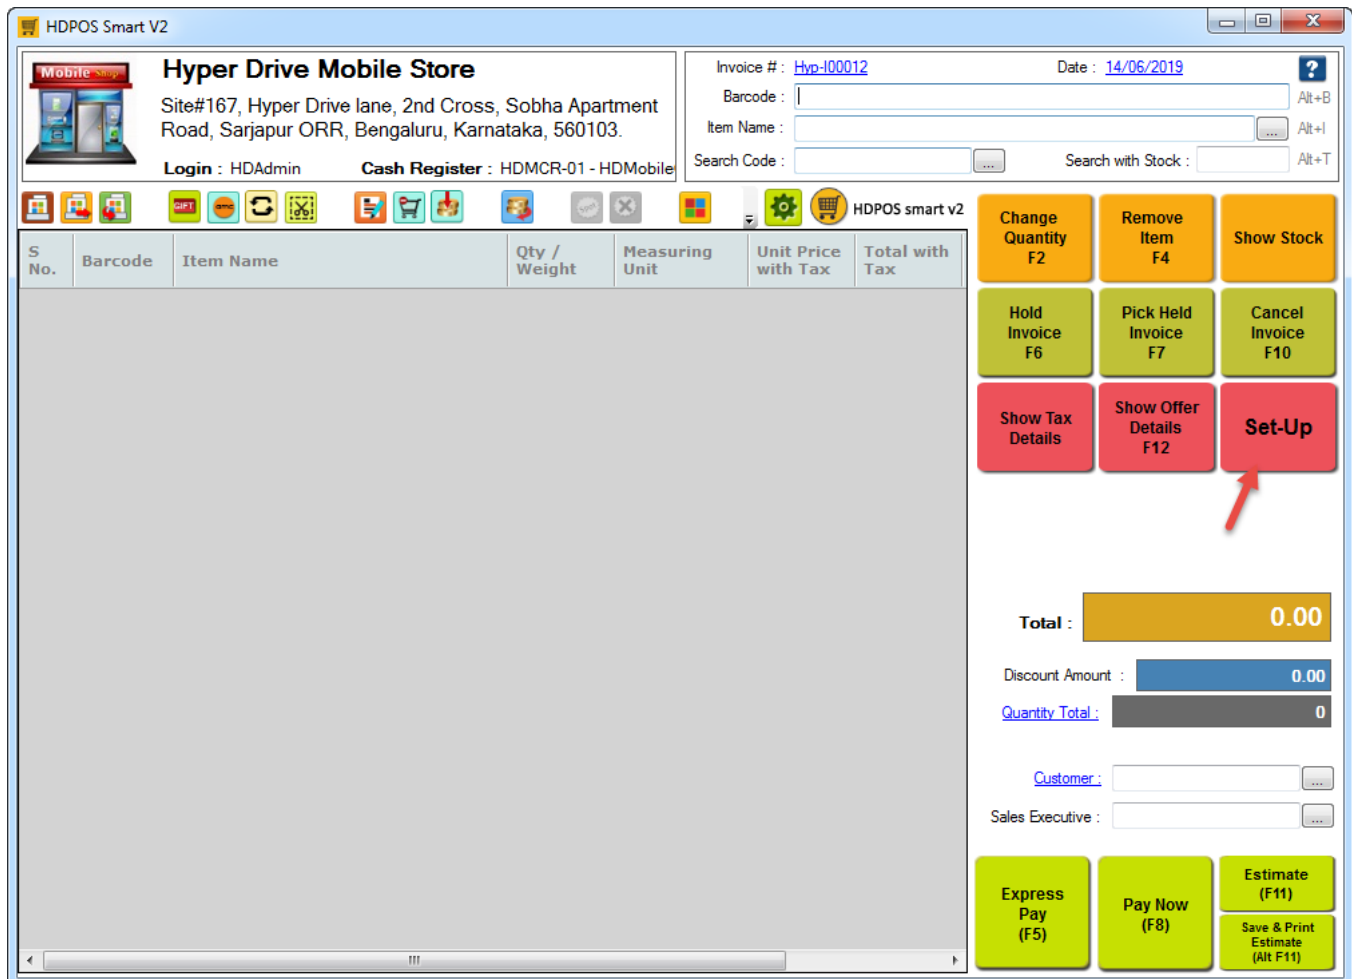 HDPOS Smart V2
Mobile Shop
Hyper Drive Mobile Store
Site#167, Hyper Drive lane, 2nd Cross, Sobha Apartment
Road, Sarjapur ORR, Bengaluru, Karnataka, 560103.
Login : HDAdmin Cash Register : HDMCR-01 - HDMobile
Invoice # : Hyp-I00012 Date : 14/06/2019
Barcode : Alt+B
Item Name : ... Alt+I
Search Code : ... Search with Stock : Alt+T
GIFT amc HDPOS smart v2
S No. Barcode Item Name Qty / Weight Measuring Unit Unit Price with Tax Total with Tax
Change
Quantity
F2
Remove
Item
F4
Show Stock
Hold
Invoice
F6
Pick Held
Invoice
F7
Cancel
Invoice
F10
Show Tax
Details
Show Offer
Details
F12
Set-Up
Total : 0.00
Discount Amount : 0.00
Quantity Total : 0
Customer : ...
Sales Executive : ...
Express
Pay
(F5)
Pay Now
(F8)
Estimate
(F11)
Save & Print
Estimate
(Alt F11)